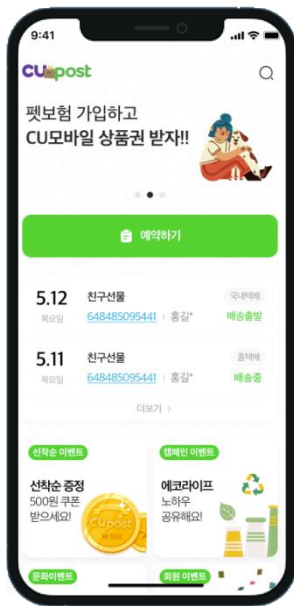 9:41
CUpost
펫보험 가입하고
CU모바일 상품권 받자!!
예약하기
5.12 친구선물 국내택배
목요일 648485095441 | 홍길* 배송출발
5.11 친구선물 홈택배
목요일 648485095441 | 홍길* 배송중
더보기 >
선착순 이벤트 캠페인 이벤트
선착순 증정 에코라이프
500원 쿠폰 노하우
받으세요! 공유해요!
CUpost
₩ 500
문화이벤트 회원 이벤트